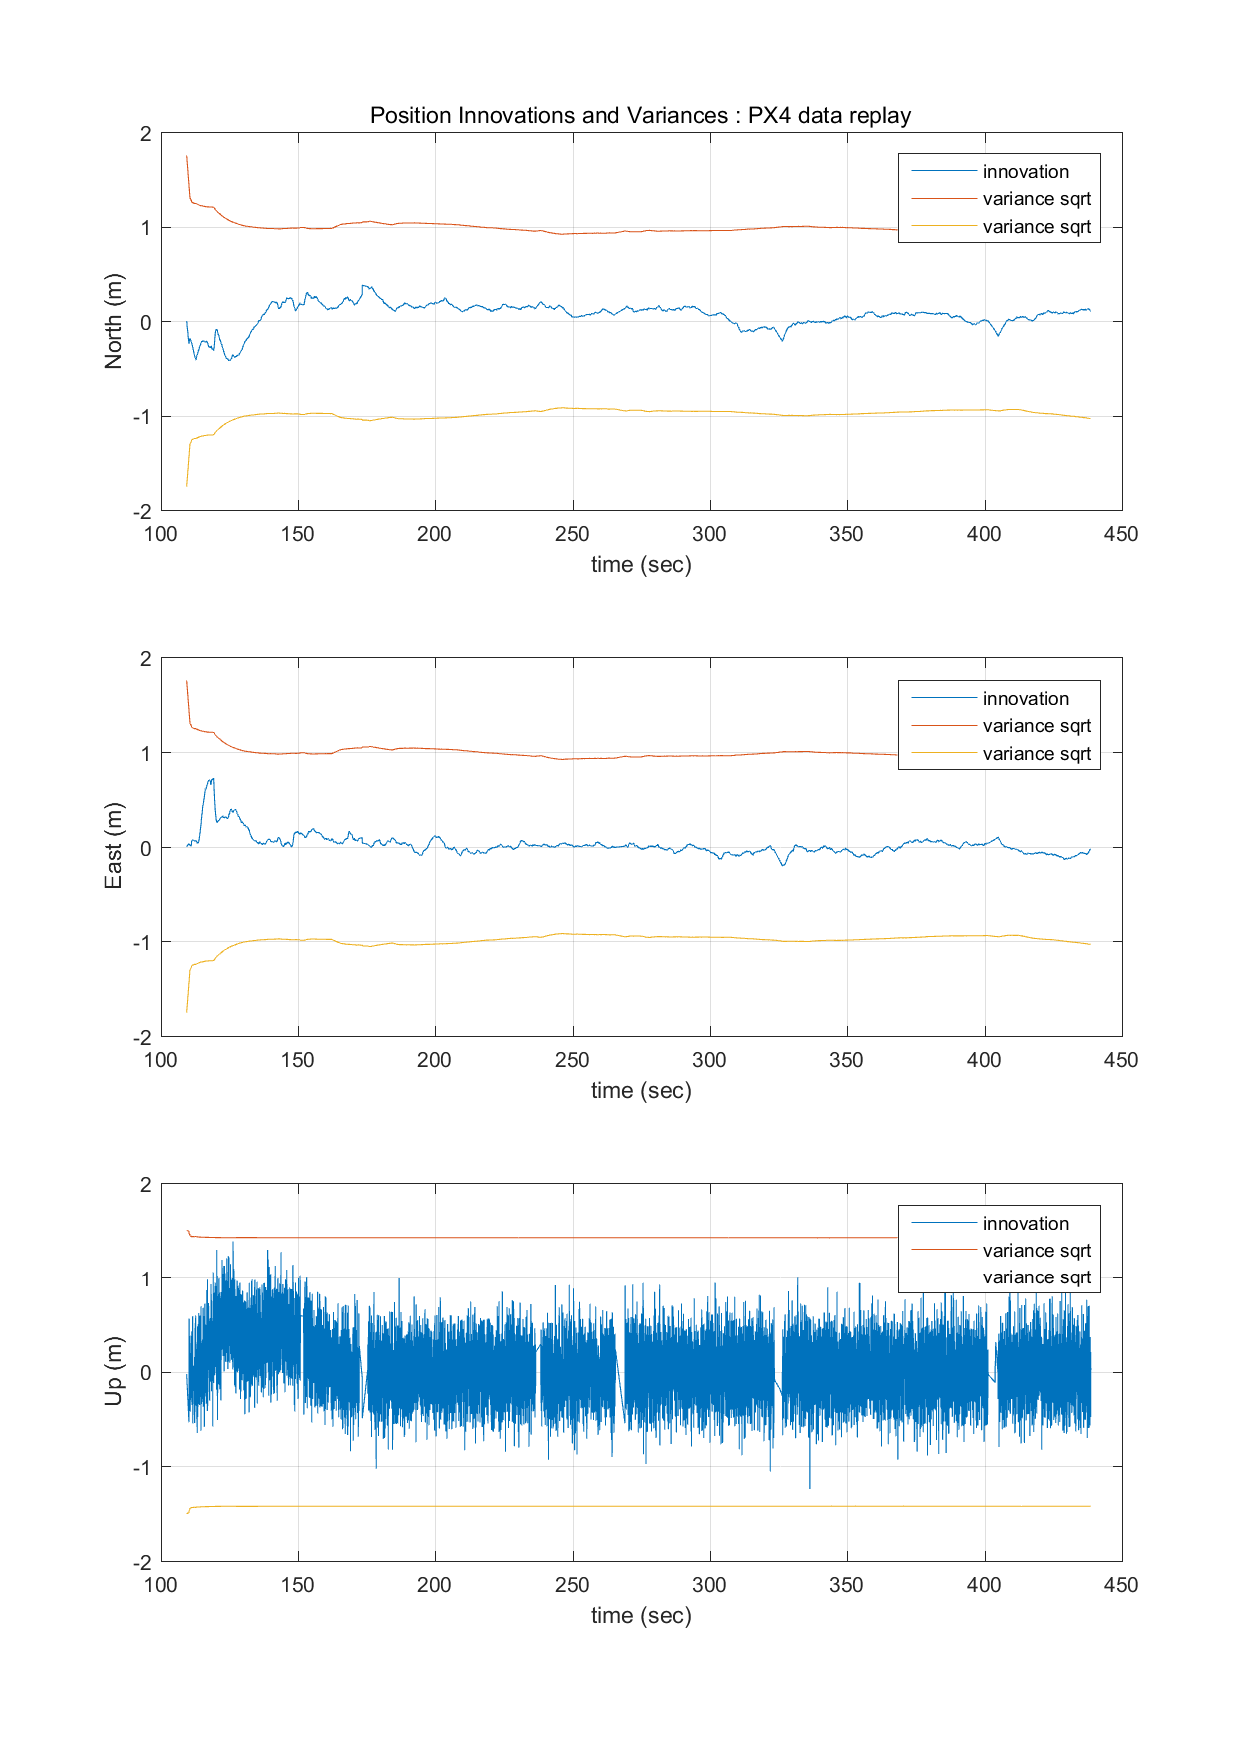 Position Innovations and Variances : PX4 data replay
2
1
0
-1
-2
North (m)
innovation
variance sqrt
variance sqrt
100 150 200 250 300 350 400 450
time (sec)
2
1
0
-1
-2
East (m)
innovation
variance sqrt
variance sqrt
100 150 200 250 300 350 400 450
time (sec)
2
1
0
-1
-2
Up (m)
innovation
variance sqrt
variance sqrt
100 150 200 250 300 350 400 450
time (sec)